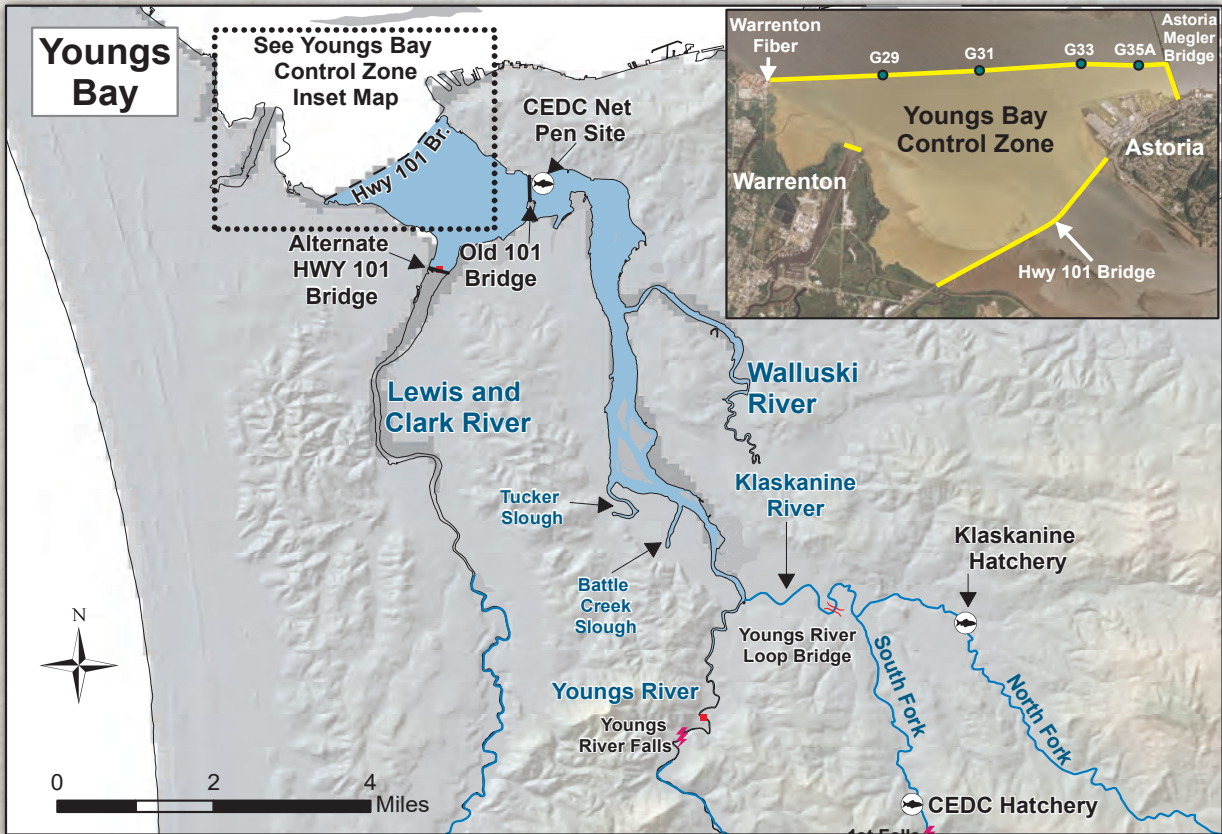 Youngs
Bay
See Youngs Bay
Control Zone
Inset Map
Hwy 101 Br.
CEDC Net
Pen Site
Warrenton
Fiber
G29
G31
G33
G35A
Astoria
Megler
Bridge
Youngs Bay
Control Zone
Astoria
Warrenton
Hwy 101 Bridge
Alternate
HWY 101
Bridge
Old 101
Bridge
Lewis and
Clark River
Walluski
River
Tucker
Slough
Klaskanine
River
Klaskanine
Hatchery
Battle
Creek
Slough
N
Youngs River
Loop Bridge
South Fork
North Fork
Youngs River
Youngs
River Falls
0
2
4
Miles
CEDC Hatchery
1st Falls